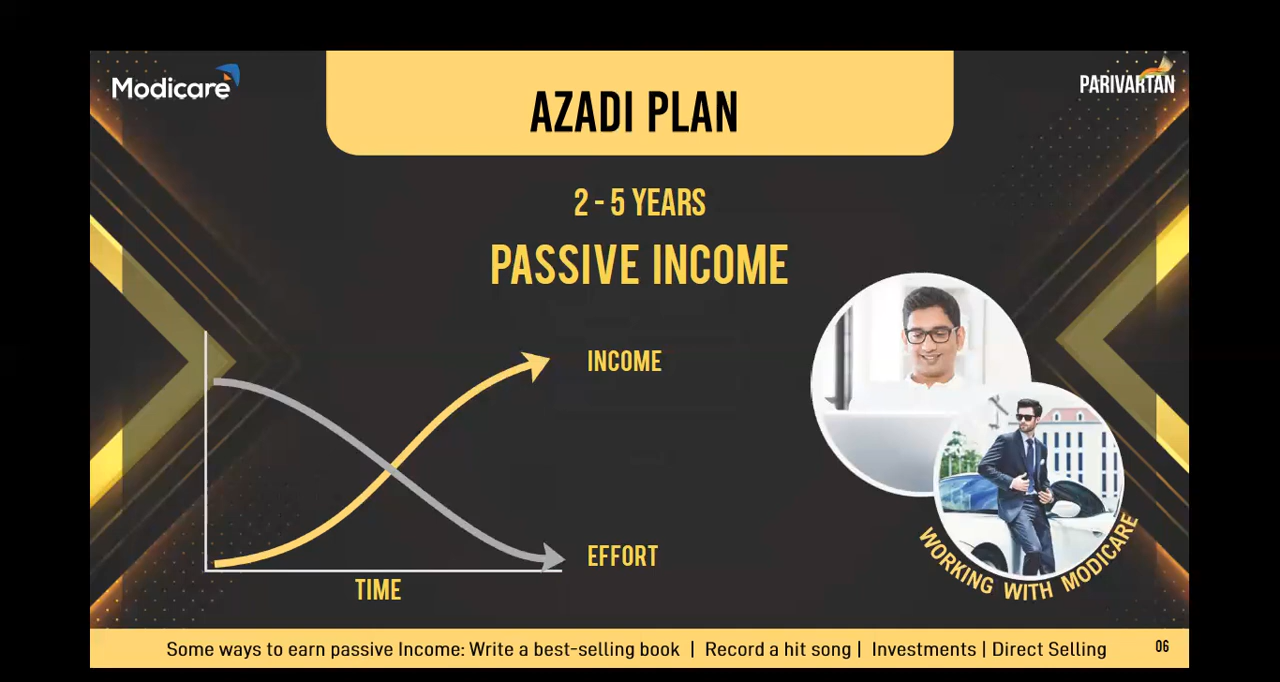 Modicare
PARIVARTAN
AZADI PLAN
2 - 5 YEARS
PASSIVE INCOME
INCOME
EFFORT
TIME
WORKING WITH MODICARE
Some ways to earn passive Income: Write a best-selling book | Record a hit song | Investments | Direct Selling
06